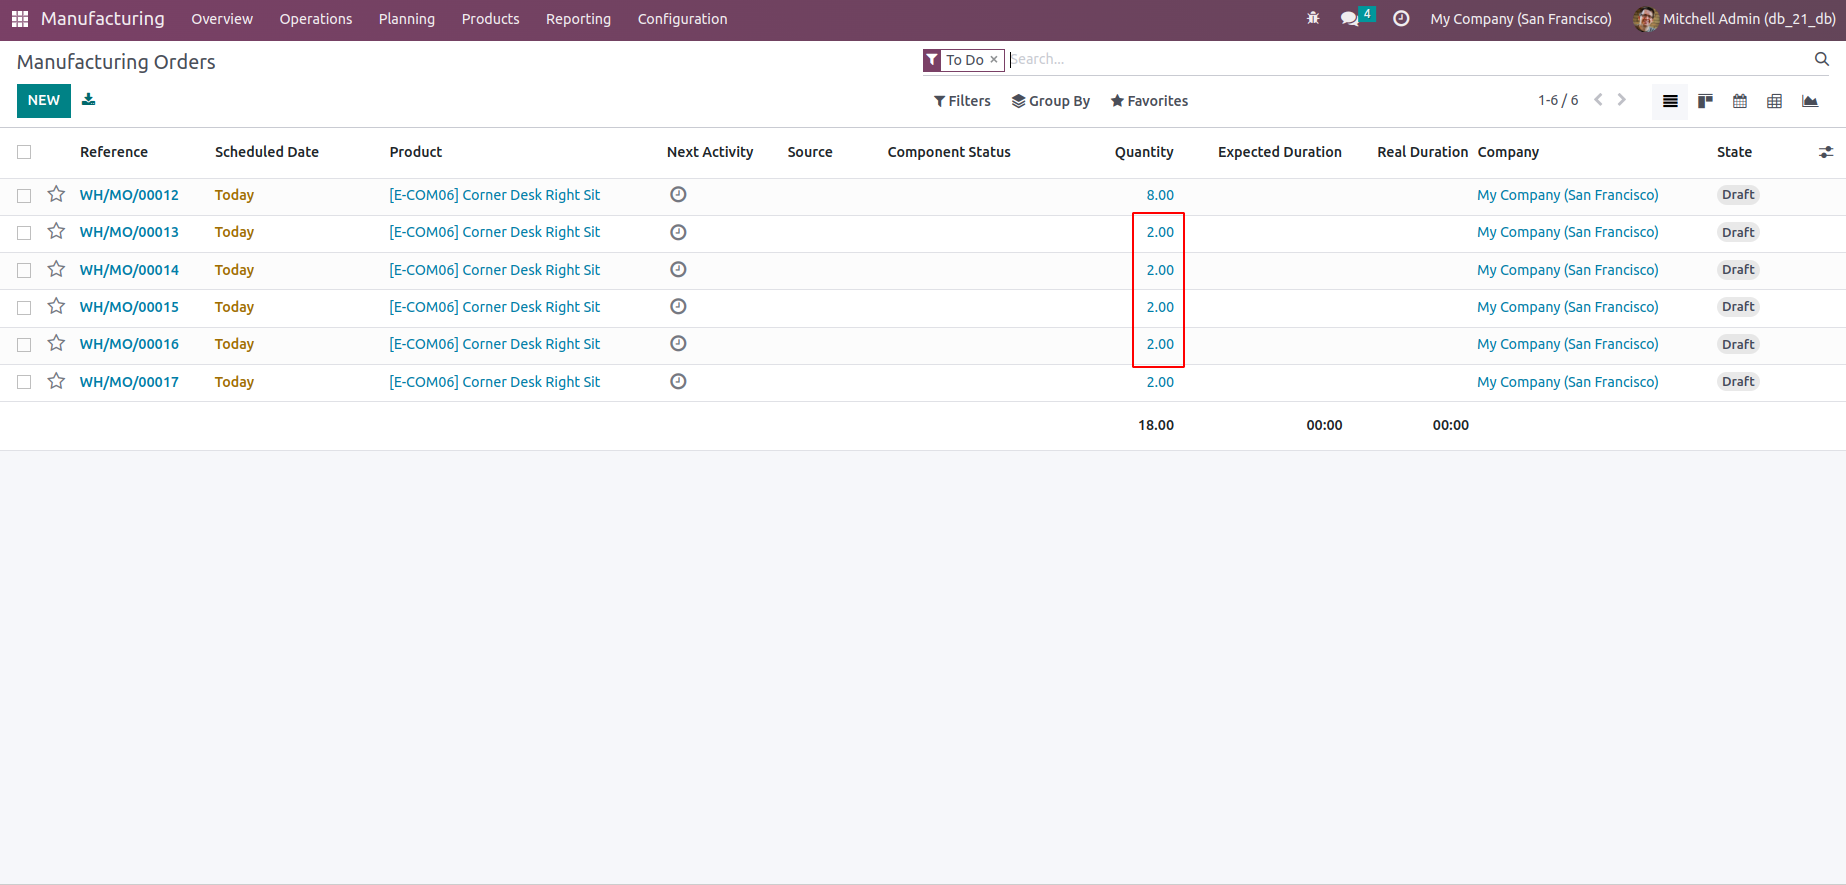 Manufacturing Overview Operations Planning Products Reporting Configuration 4 My Company (San Francisco) Mitchell Admin (db_21_db)
Manufacturing Orders To Do × Search...
NEW Filters Group By Favorites 1-6 / 6
Reference Scheduled Date Product Next Activity Source Component Status Quantity Expected Duration Real Duration Company State
WH/MO/00012 Today [E-COM06] Corner Desk Right Sit 8.00 My Company (San Francisco) Draft
WH/MO/00013 Today [E-COM06] Corner Desk Right Sit 2.00 My Company (San Francisco) Draft
WH/MO/00014 Today [E-COM06] Corner Desk Right Sit 2.00 My Company (San Francisco) Draft
WH/MO/00015 Today [E-COM06] Corner Desk Right Sit 2.00 My Company (San Francisco) Draft
WH/MO/00016 Today [E-COM06] Corner Desk Right Sit 2.00 My Company (San Francisco) Draft
WH/MO/00017 Today [E-COM06] Corner Desk Right Sit 2.00 My Company (San Francisco) Draft
18.00 00:00 00:00